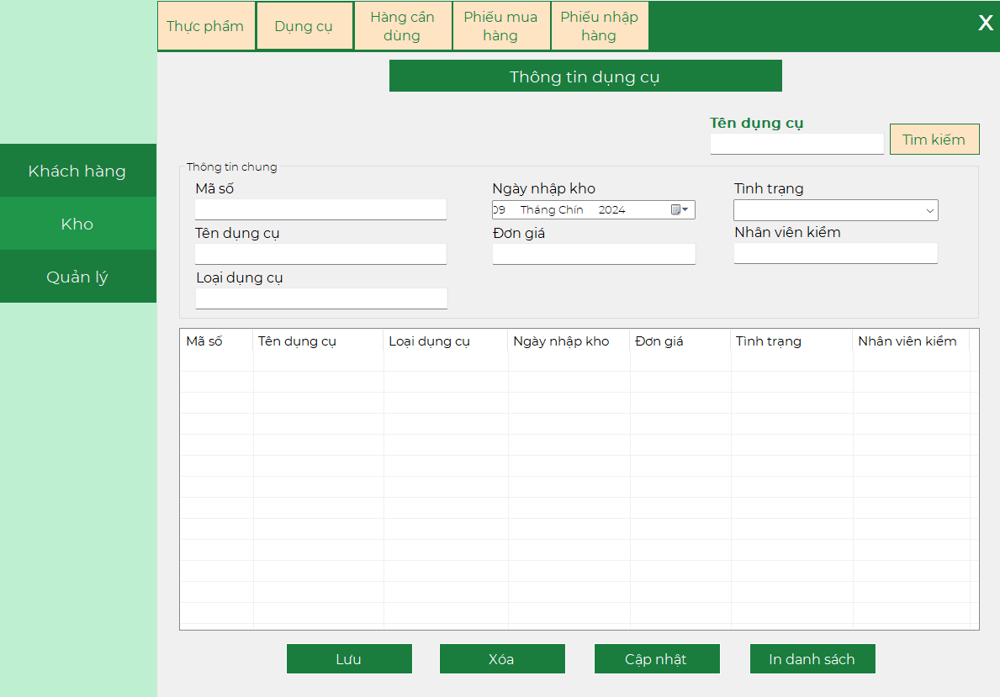 Thực phẩm
Dụng cụ
Hàng cần
dùng
Phiếu mua
hàng
Phiếu nhập
hàng
X
Thông tin dụng cụ
Tên dụng cụ
Tìm kiếm
Khách hàng
Kho
Quản lý
Thông tin chung
Mã số
Ngày nhập kho
Tình trạng
09 Tháng Chín 2024
Tên dụng cụ
Đơn giá
Nhân viên kiểm
Loại dụng cụ
Mã số Tên dụng cụ Loại dụng cụ Ngày nhập kho Đơn giá Tình trạng Nhân viên kiểm
Lưu
Xóa
Cập nhật
In danh sách